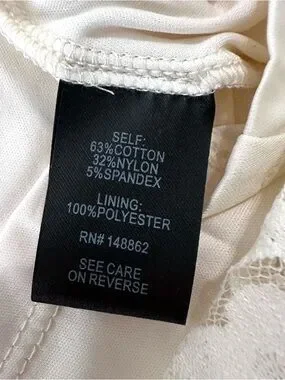 SELF:
63%COTTON
32%NYLON
5%SPANDEX
LINING:
100%POLYESTER
RN# 148862
SEE CARE
ON REVERSE